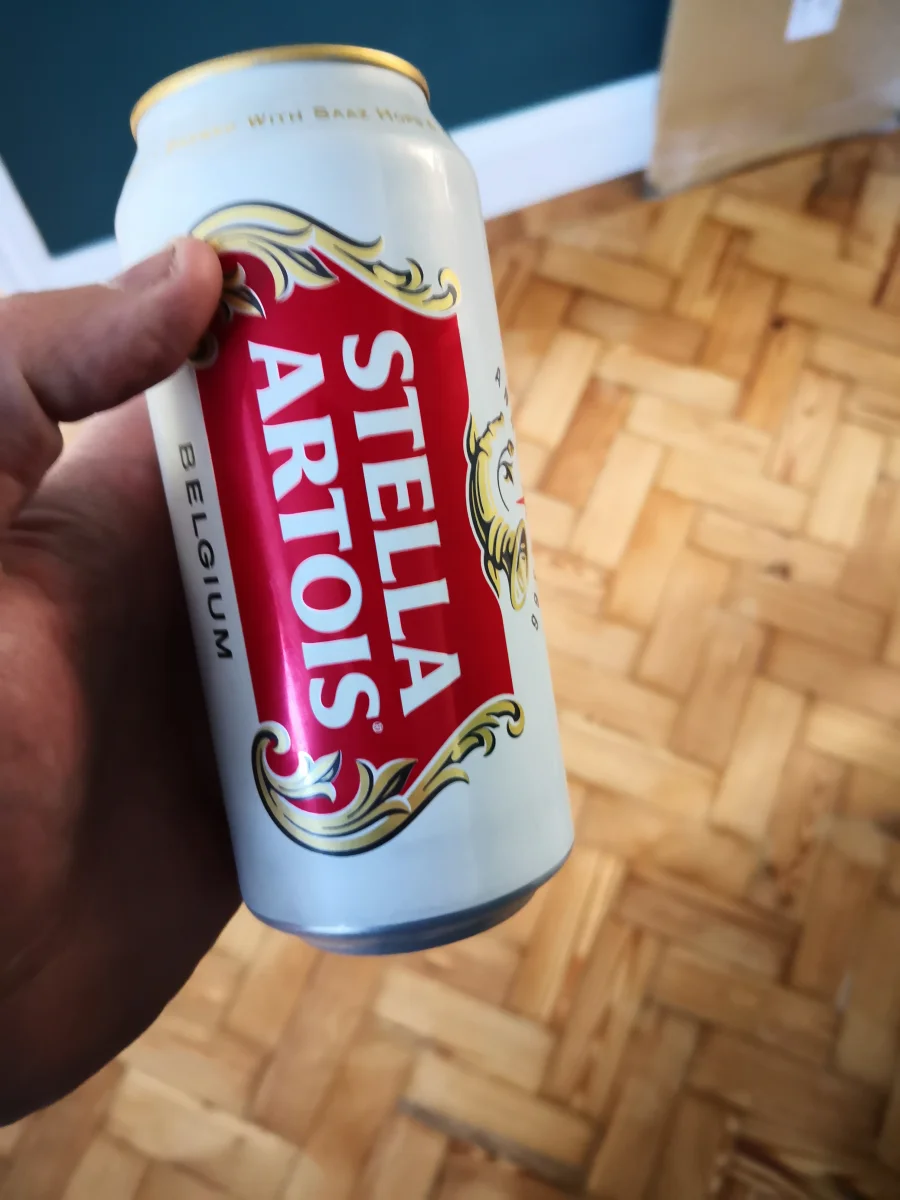 WITH SAAZ HOPS
STELLA
ARTOIS®
BELGIUM